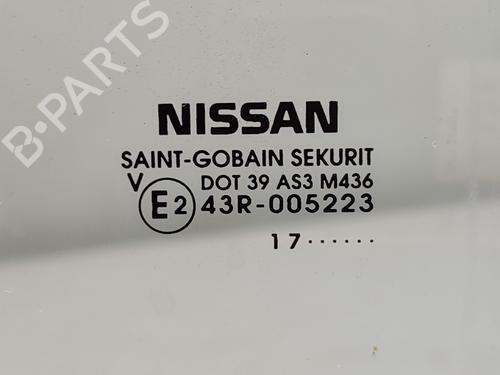 B-PARTS
NISSAN
SAINT-GOBAIN SEKURIT
V DOT 39 AS3 M436
E2 43R-005223
17······